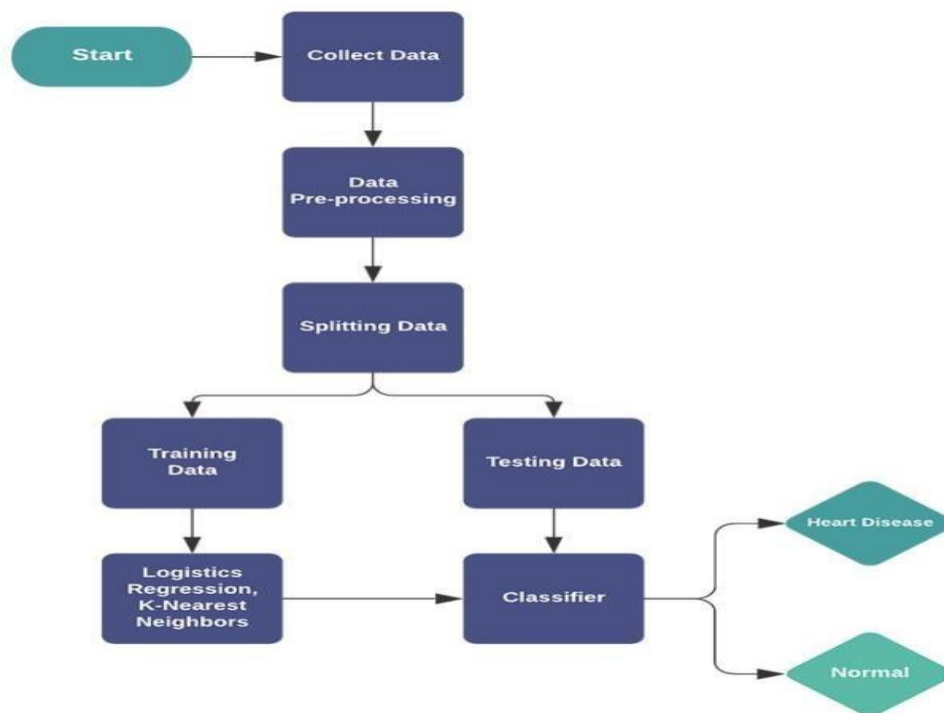 Start
Collect Data
Data
Pre-processing
Splitting Data
Training
Data
Testing Data
Logistics
Regression,
K-Nearest
Neighbors
Classifier
Heart Disease
Normal